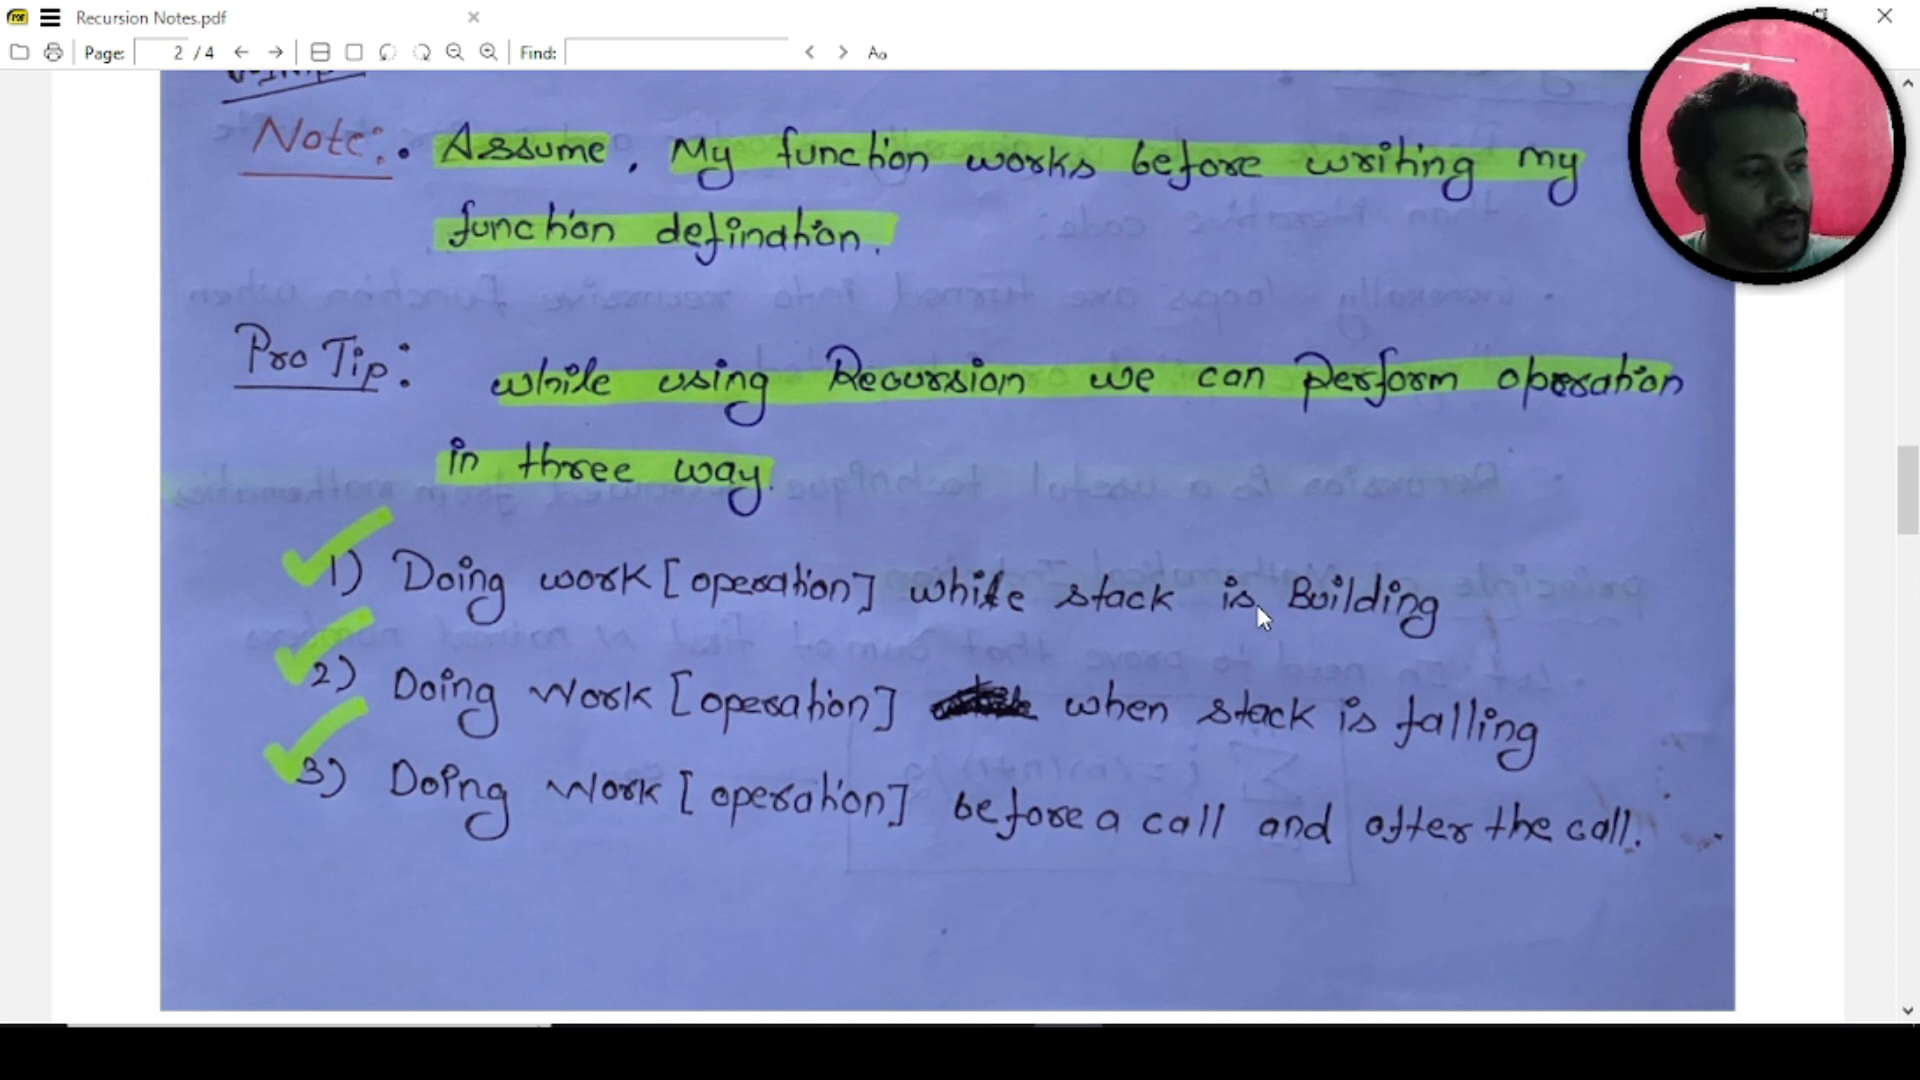 Recursion Notes.pdf
Page: 2 / 4 Find: Aa
Note: • Assume, My function works before writing my
function defination.
Pro Tip: while using Recursion we can perform operation
in three way.
1) Doing work [operation] while stack is Building
2) Doing Work [operation] when stack is falling
3) Doing Work [operation] before a call and after the call.